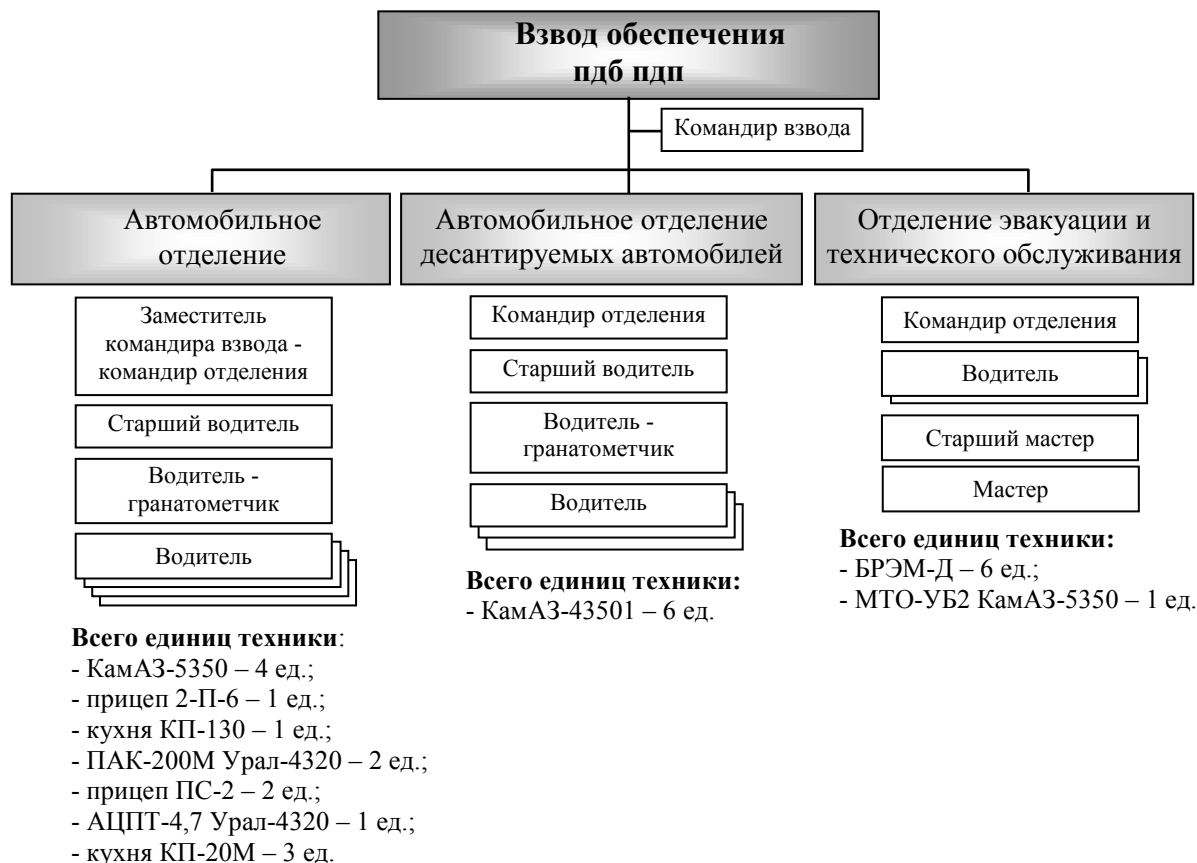 Взвод обеспечения
пдб пдп
Командир взвода
Автомобильное
отделение
Заместитель
командира взвода -
командир отделения
Старший водитель
Водитель -
гранатометчик
Водитель
Всего единиц техники:
- КамАЗ-5350 – 4 ед.;
- прицеп 2-П-6 – 1 ед.;
- кухня КП-130 – 1 ед.;
- ПАК-200М Урал-4320 – 2 ед.;
- прицеп ПС-2 – 2 ед.;
- АЦПТ-4,7 Урал-4320 – 1 ед.;
- кухня КП-20М – 3 ед.
Автомобильное отделение
десантируемых автомобилей
Командир отделения
Старший водитель
Водитель -
гранатометчик
Водитель
Всего единиц техники:
- КамАЗ-43501 – 6 ед.
Отделение эвакуации и
технического обслуживания
Командир отделения
Водитель
Старший мастер
Мастер
Всего единиц техники:
- БРЭМ-Д – 6 ед.;
- МТО-УБ2 КамАЗ-5350 – 1 ед.